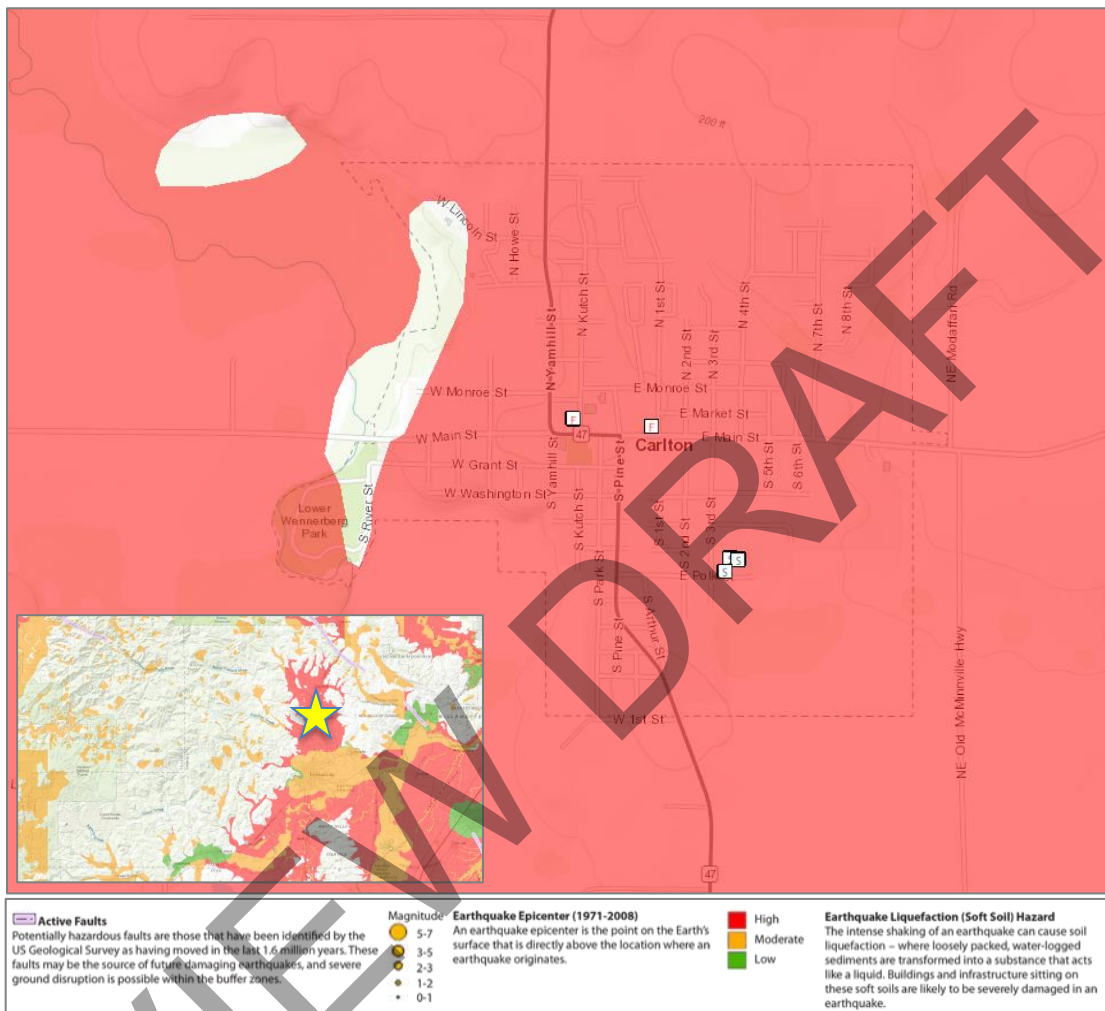 200 ft
W Lincoln St
N Howe St
N Yamhill St
N Kutch St
N 1st St
N 2nd St
N 3rd St
N 4th St
N 7th St
N 8th St
NE Modaffari Rd
W Monroe St
E Monroe St
F
F
E Market St
W Main St
47
Carlton
E Main St
W Grant St
S Yamhill St
S Pine St
S 5th St
S 6th St
W Washington St
Lower
Wennerberg
Park
S River St
S Kutch St
S 1st St
S 2nd St
S 3rd St
S
S
E Polk
S Park St
S Arthur St
S Pine St
W 1st St
NE Old McMinnville Hwy
47
VIEW DRAFT
Active Faults
Potentially hazardous faults are those that have been identified by the
US Geological Survey as having moved in the last 1.6 million years. These
faults may be the source of future damaging earthquakes, and severe
ground disruption is possible within the buffer zones.
Magnitude
5-7
3-5
2-3
1-2
0-1
Earthquake Epicenter (1971-2008)
An earthquake epicenter is the point on the Earth's
surface that is directly above the location where an
earthquake originates.
High
Moderate
Low
Earthquake Liquefaction (Soft Soil) Hazard
The intense shaking of an earthquake can cause soil
liquefaction – where loosely packed, water-logged
sediments are transformed into a substance that acts
like a liquid. Buildings and infrastructure sitting on
these soft soils are likely to be severely damaged in an
earthquake.